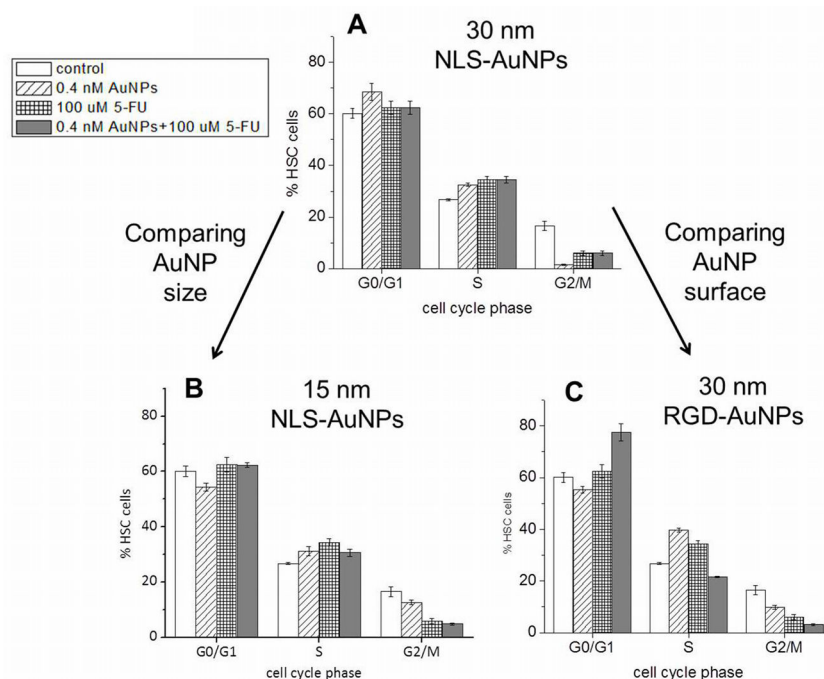 A
30 nm
NLS-AuNPs
control
0.4 nM AuNPs
100 uM 5-FU
0.4 nM AuNPs+100 uM 5-FU
% HSC cells
80
60
40
20
0
G0/G1 S G2/M
cell cycle phase
Comparing
AuNP
size
Comparing
AuNP
surface
B
15 nm
NLS-AuNPs
% HSC cells
80
60
40
20
0
G0/G1 S G2/M
cell cycle phase
C
30 nm
RGD-AuNPs
% HSC cells
80
60
40
20
0
G0/G1 S G2/M
cell cycle phase